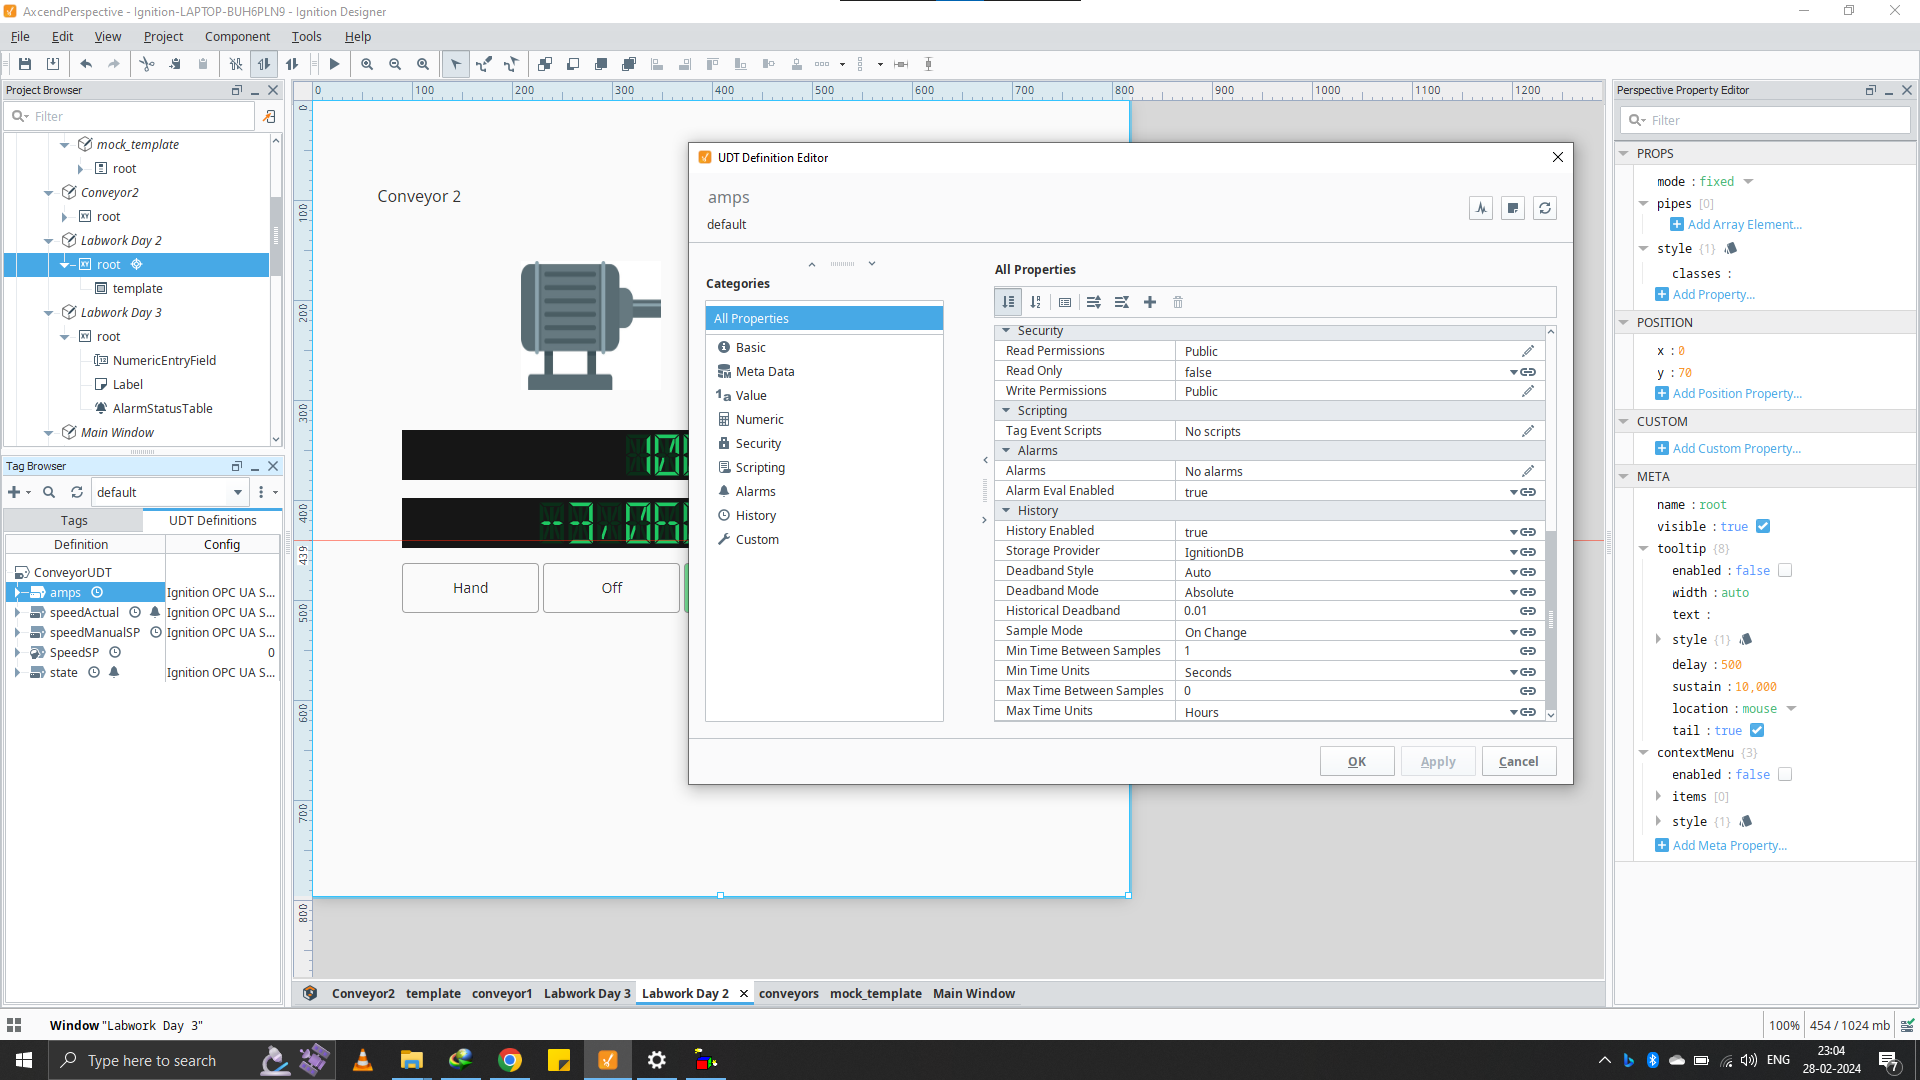 AxcendPerspective - Ignition-LAPTOP-BUH6PLN9 - Ignition Designer
File Edit View Project Component Tools Help
Project Browser
Filter
mock_template
root
Conveyor2
root
Labwork Day 2
root
template
Labwork Day 3
root
NumericEntryField
Label
AlarmStatusTable
Main Window
Tag Browser
default
Tags UDT Definitions
Definition Config
ConveyorUDT
amps Ignition OPC UA S...
speedActual Ignition OPC UA S...
speedManualSP Ignition OPC UA S...
SpeedSP 0
state Ignition OPC UA S...
0 100 200 300 400 500 600 700 800 900 1000 1100 1200
0
100
200
300
400
439
500
600
700
800
Conveyor 2
Hand Off
UDT Definition Editor
amps
default
Categories
All Properties
Basic
Meta Data
Value
Numeric
Security
Scripting
Alarms
History
Custom
All Properties
Security
Read Permissions Public
Read Only false
Write Permissions Public
Scripting
Tag Event Scripts No scripts
Alarms
Alarms No alarms
Alarm Eval Enabled true
History
History Enabled true
Storage Provider IgnitionDB
Deadband Style Auto
Deadband Mode Absolute
Historical Deadband 0.01
Sample Mode On Change
Min Time Between Samples 1
Min Time Units Seconds
Max Time Between Samples 0
Max Time Units Hours
OK Apply Cancel
Perspective Property Editor
Filter
PROPS
mode : fixed
pipes [0]
Add Array Element...
style {1}
classes :
Add Property...
POSITION
x : 0
y : 70
Add Position Property...
CUSTOM
Add Custom Property...
META
name : root
visible : true
tooltip {8}
enabled : false
width : auto
text :
style {1}
delay : 500
sustain : 10,000
location : mouse
tail : true
contextMenu {3}
enabled : false
items [0]
style {1}
Add Meta Property...
Conveyor2 template conveyor1 Labwork Day 3 Labwork Day 2 conveyors mock_template Main Window
Window "Labwork Day 3"
100% 454 / 1024 mb
Type here to search
ENG
23:04
28-02-2024
7